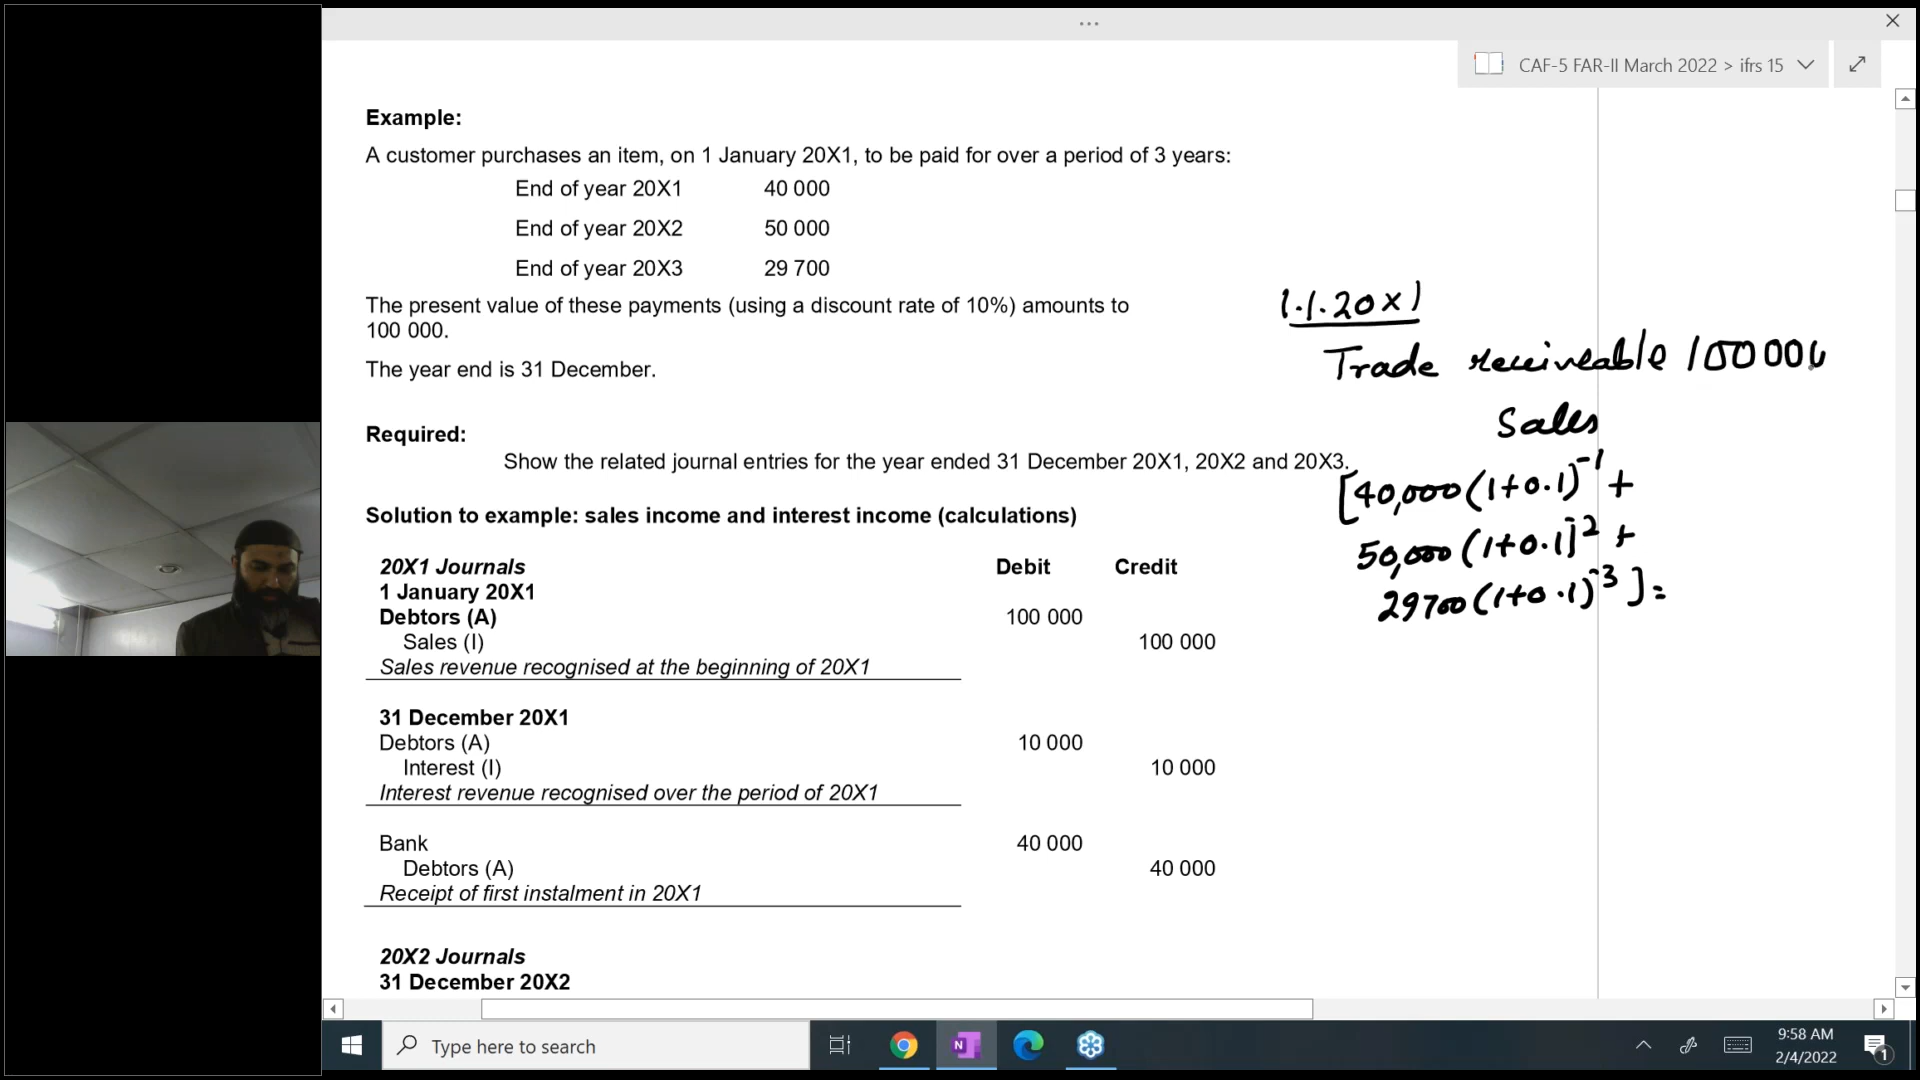 CAF-5 FAR-II March 2022 > ifrs 15
Example:
A customer purchases an item, on 1 January 20X1, to be paid for over a period of 3 years:
End of year 20X1 40 000
End of year 20X2 50 000
End of year 20X3 29 700
The present value of these payments (using a discount rate of 10%) amounts to
100 000.
The year end is 31 December.
Required:
Show the related journal entries for the year ended 31 December 20X1, 20X2 and 20X3.
Solution to example: sales income and interest income (calculations)
20X1 Journals Debit Credit
1 January 20X1
Debtors (A) 100 000
Sales (I) 100 000
Sales revenue recognised at the beginning of 20X1
31 December 20X1
Debtors (A) 10 000
Interest (I) 10 000
Interest revenue recognised over the period of 20X1
Bank 40 000
Debtors (A) 40 000
Receipt of first instalment in 20X1
20X2 Journals
31 December 20X2
1.1.20X1
Trade receiveable 100000
Sales
[40,000(1+0.1)^-1 +
50,000(1+0.1)^-2 +
29700(1+0.1)^-3] =
Type here to search
N
9:58 AM
2/4/2022
1